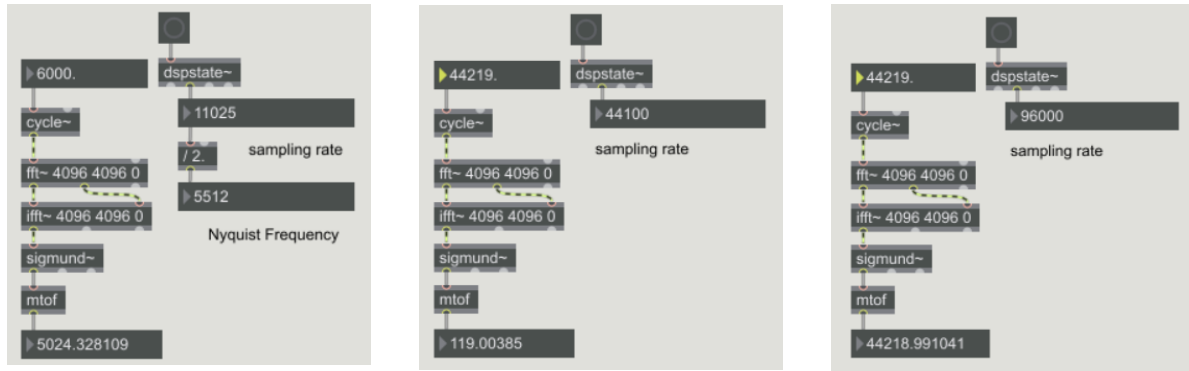 6000.
dspstate~
11025
cycle~
/ 2.
sampling rate
fft~ 4096 4096 0
5512
ifft~ 4096 4096 0
Nyquist Frequency
sigmund~
mtof
5024.328109
44219.
dspstate~
44100
cycle~
sampling rate
fft~ 4096 4096 0
ifft~ 4096 4096 0
sigmund~
mtof
119.00385
44219.
dspstate~
96000
cycle~
sampling rate
fft~ 4096 4096 0
ifft~ 4096 4096 0
sigmund~
mtof
44218.991041